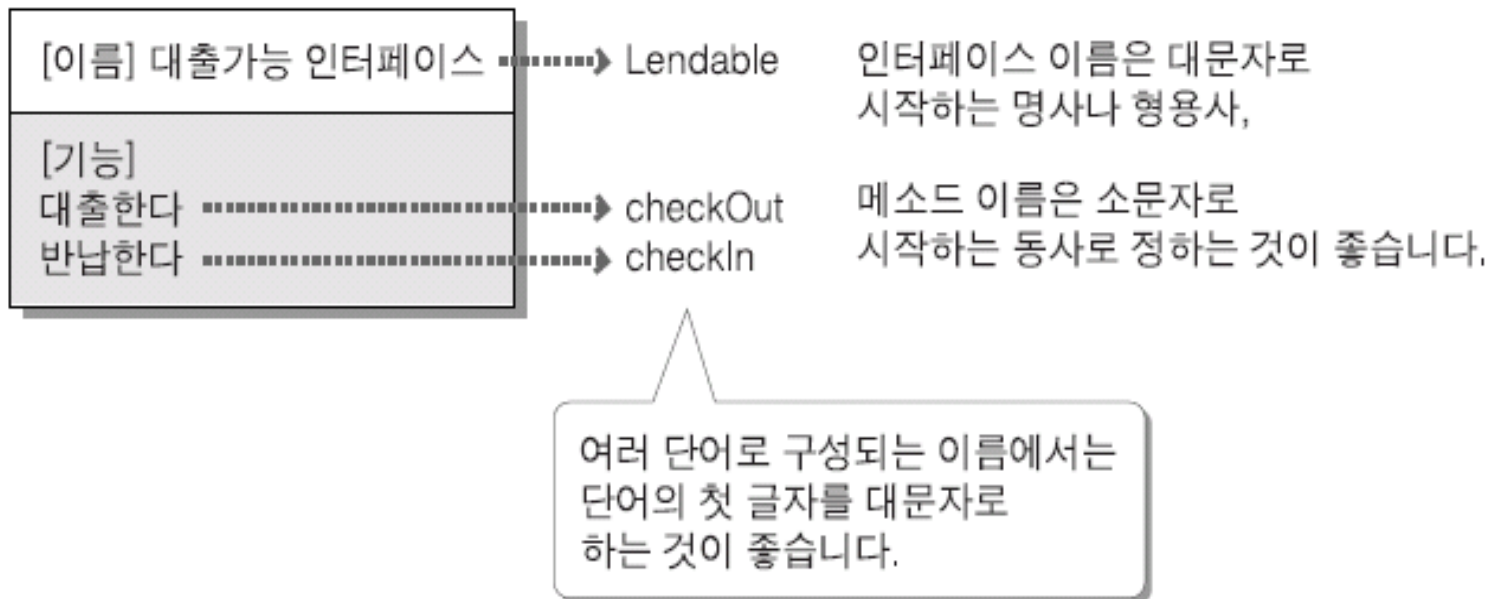 [이름] 대출가능 인터페이스
Lendable
인터페이스 이름은 대문자로
시작하는 명사나 형용사,
[기능]
대출한다
checkOut
메소드 이름은 소문자로
반납한다
checkIn
시작하는 동사로 정하는 것이 좋습니다.
여러 단어로 구성되는 이름에서는
단어의 첫 글자를 대문자로
하는 것이 좋습니다.